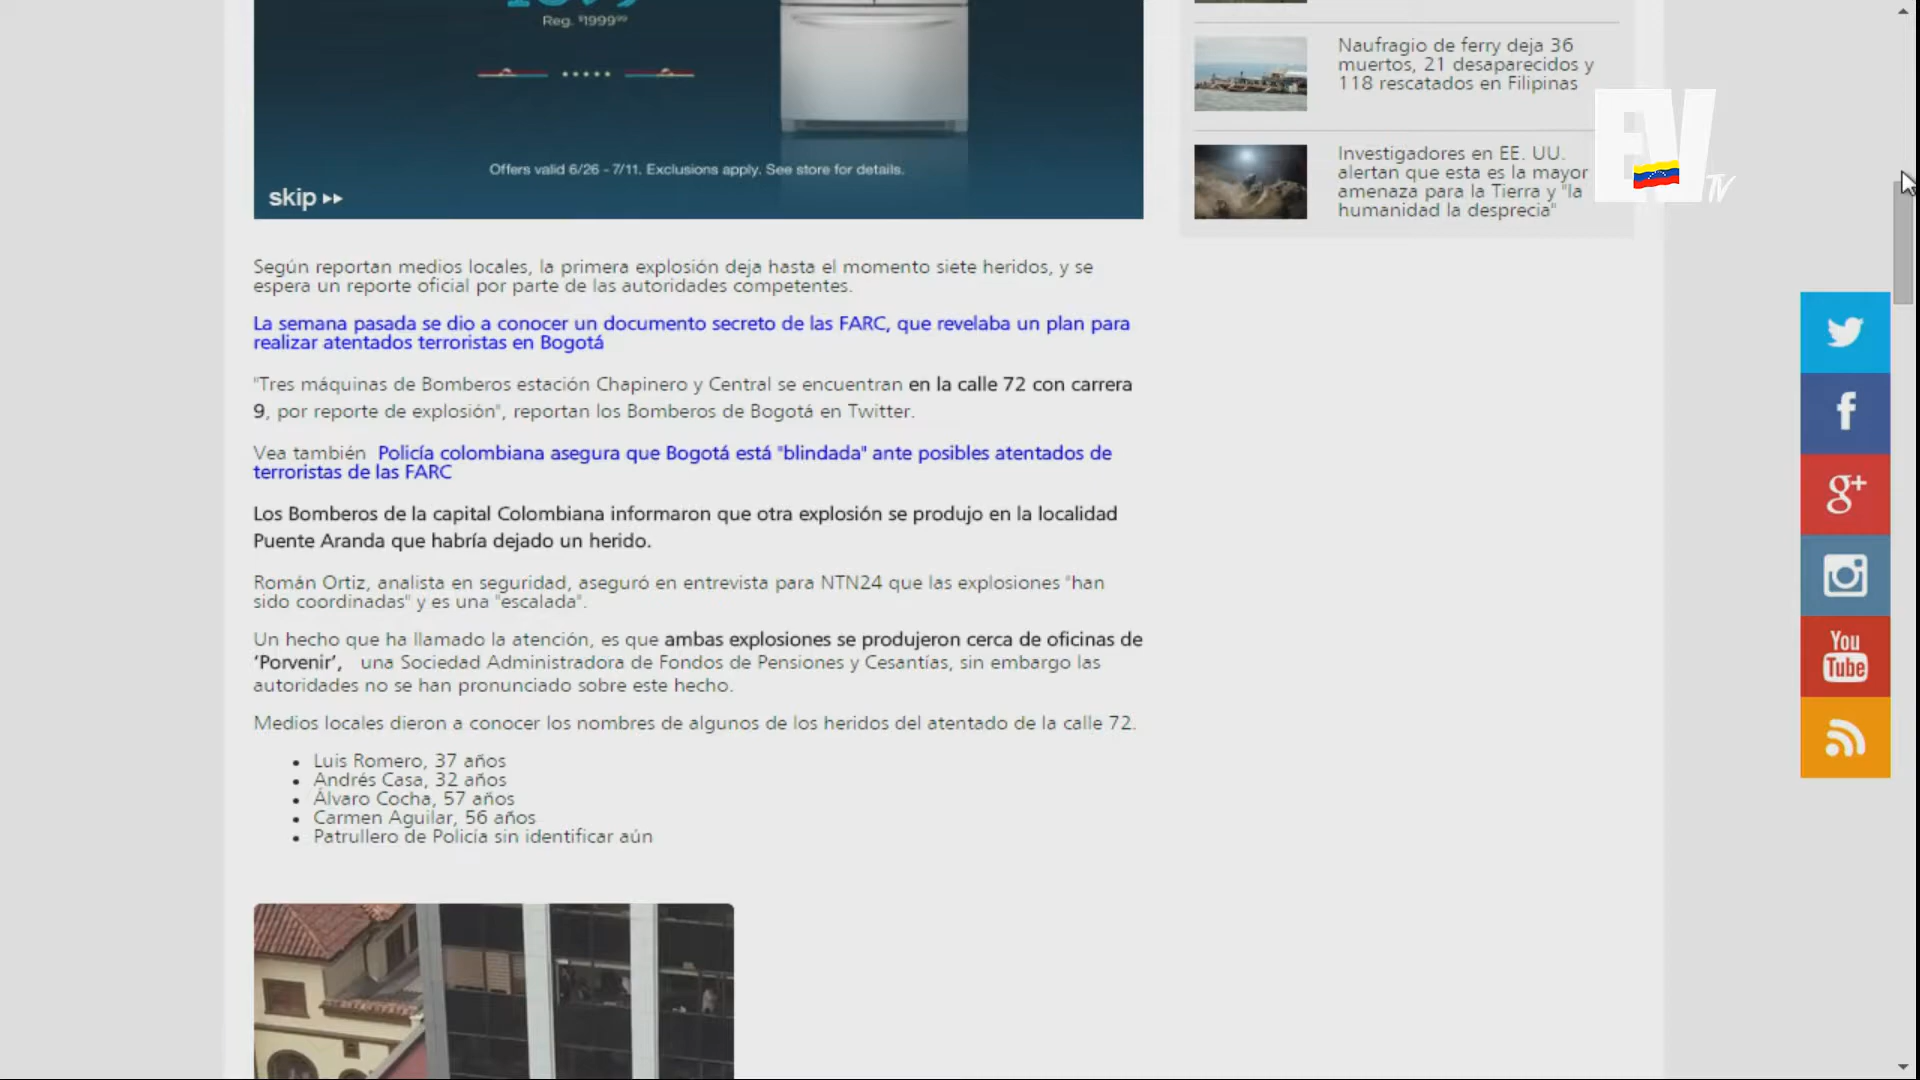 Reg. $1999⁹⁹
Offers valid 6/26 - 7/11. Exclusions apply. See store for details.
skip
Naufragio de ferry deja 36
muertos, 21 desaparecidos y
118 rescatados en Filipinas
Investigadores en EE. UU.
alertan que esta es la mayor
amenaza para la Tierra y "la
humanidad la desprecia"
EVTV
Según reportan medios locales, la primera explosión deja hasta el momento siete heridos, y se
espera un reporte oficial por parte de las autoridades competentes.
La semana pasada se dio a conocer un documento secreto de las FARC, que revelaba un plan para
realizar atentados terroristas en Bogotá
"Tres máquinas de Bomberos estación Chapinero y Central se encuentran en la calle 72 con carrera
9, por reporte de explosión", reportan los Bomberos de Bogotá en Twitter.
Vea también Policía colombiana asegura que Bogotá está "blindada" ante posibles atentados de
terroristas de las FARC
Los Bomberos de la capital Colombiana informaron que otra explosión se produjo en la localidad
Puente Aranda que habría dejado un herido.
Román Ortiz, analista en seguridad, aseguró en entrevista para NTN24 que las explosiones "han
sido coordinadas" y es una "escalada".
Un hecho que ha llamado la atención, es que ambas explosiones se produjeron cerca de oficinas de
'Porvenir', una Sociedad Administradora de Fondos de Pensiones y Cesantías, sin embargo las
autoridades no se han pronunciado sobre este hecho.
Medios locales dieron a conocer los nombres de algunos de los heridos del atentado de la calle 72.
• Luis Romero, 37 años
• Andrés Casa, 32 años
• Álvaro Cocha, 57 años
• Carmen Aguilar, 56 años
• Patrullero de Policía sin identificar aún
f
g+
You
Tube